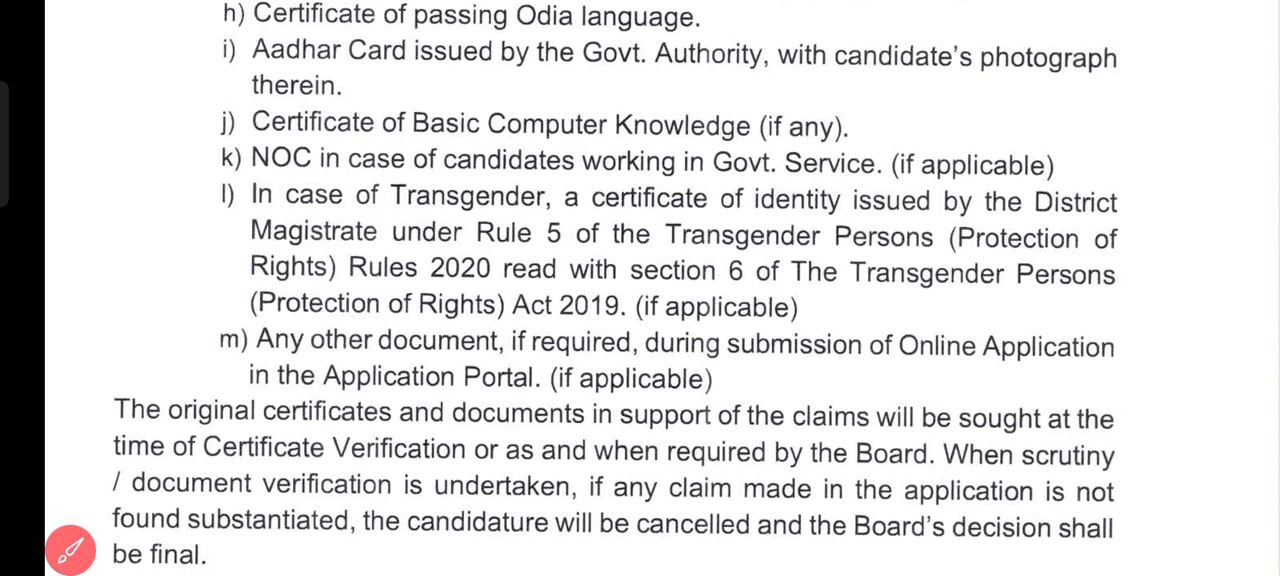 h) Certificate of passing Odia language.
i) Aadhar Card issued by the Govt. Authority, with candidate's photograph
therein.
j) Certificate of Basic Computer Knowledge (if any).
k) NOC in case of candidates working in Govt. Service. (if applicable)
l) In case of Transgender, a certificate of identity issued by the District
Magistrate under Rule 5 of the Transgender Persons (Protection of
Rights) Rules 2020 read with section 6 of The Transgender Persons
(Protection of Rights) Act 2019. (if applicable)
m) Any other document, if required, during submission of Online Application
in the Application Portal. (if applicable)
The original certificates and documents in support of the claims will be sought at the
time of Certificate Verification or as and when required by the Board. When scrutiny
/ document verification is undertaken, if any claim made in the application is not
found substantiated, the candidature will be cancelled and the Board's decision shall
be final.